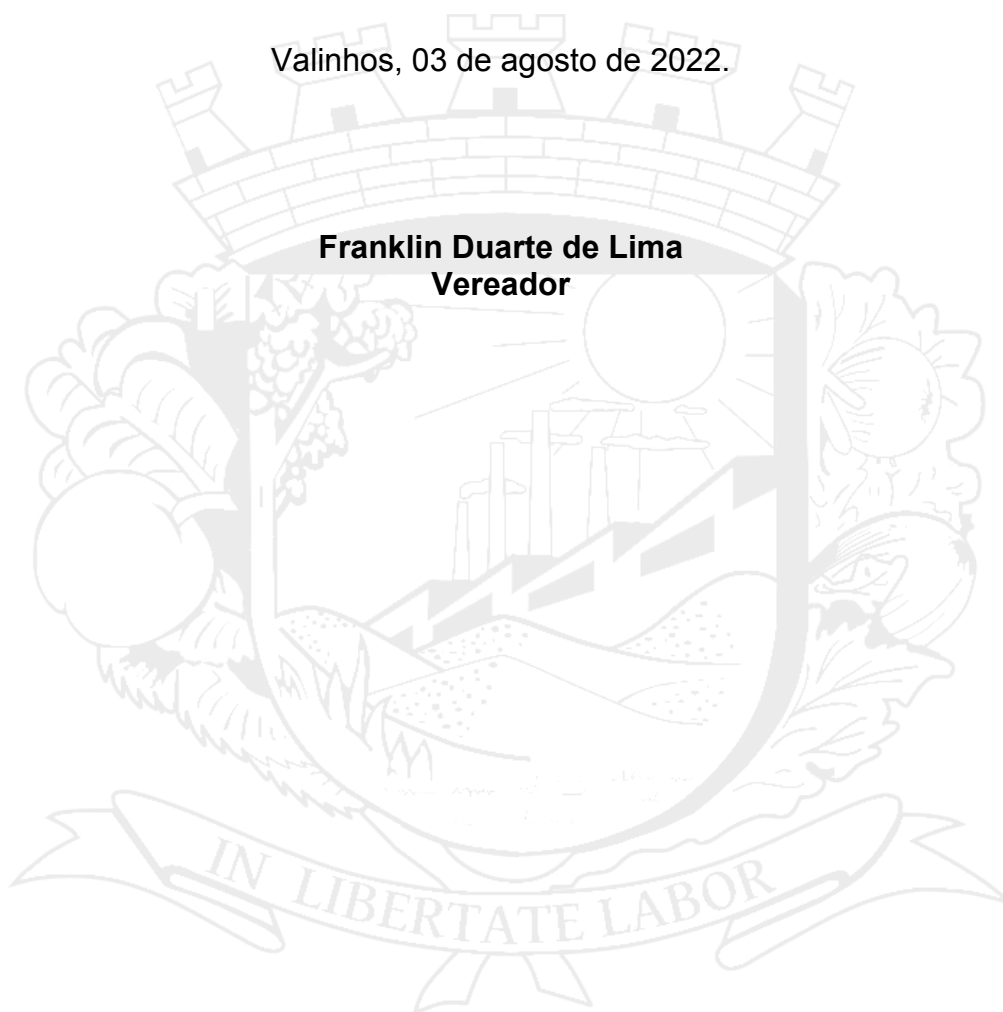 Valinhos, 03 de agosto de 2022.
Franklin Duarte de Lima
Vereador
IN LIBERTATE LABOR